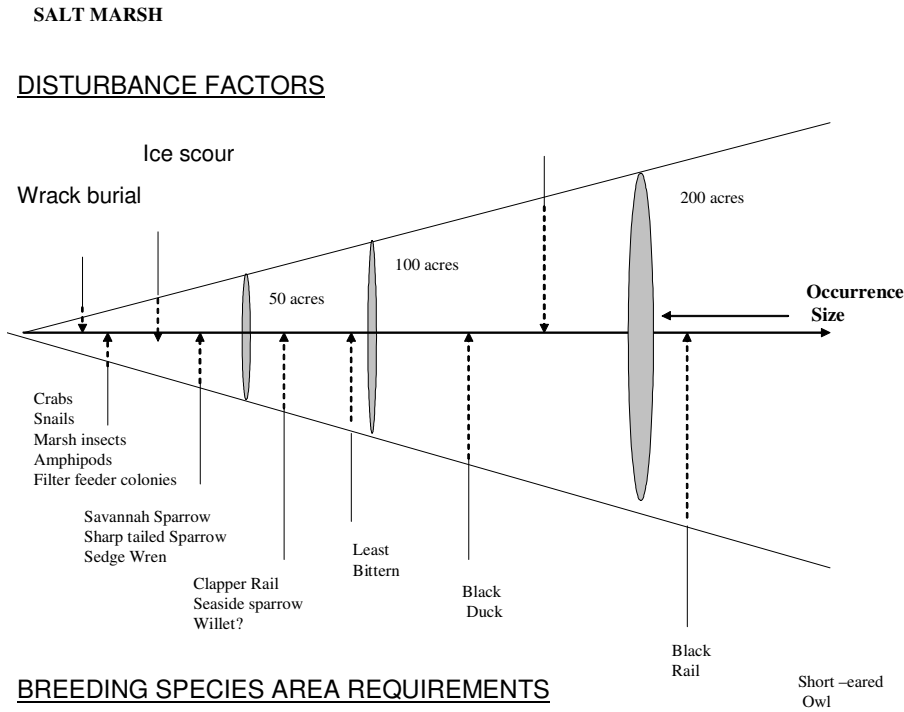 SALT MARSH
DISTURBANCE FACTORS
Ice scour
Wrack burial
200 acres
100 acres
50 acres
Occurrence
Size
Crabs
Snails
Marsh insects
Amphipods
Filter feeder colonies
Savannah Sparrow
Sharp tailed Sparrow
Sedge Wren
Clapper Rail
Seaside sparrow
Willet?
Least
Bittern
Black
Duck
Black
Rail
Short –eared
Owl
BREEDING SPECIES AREA REQUIREMENTS